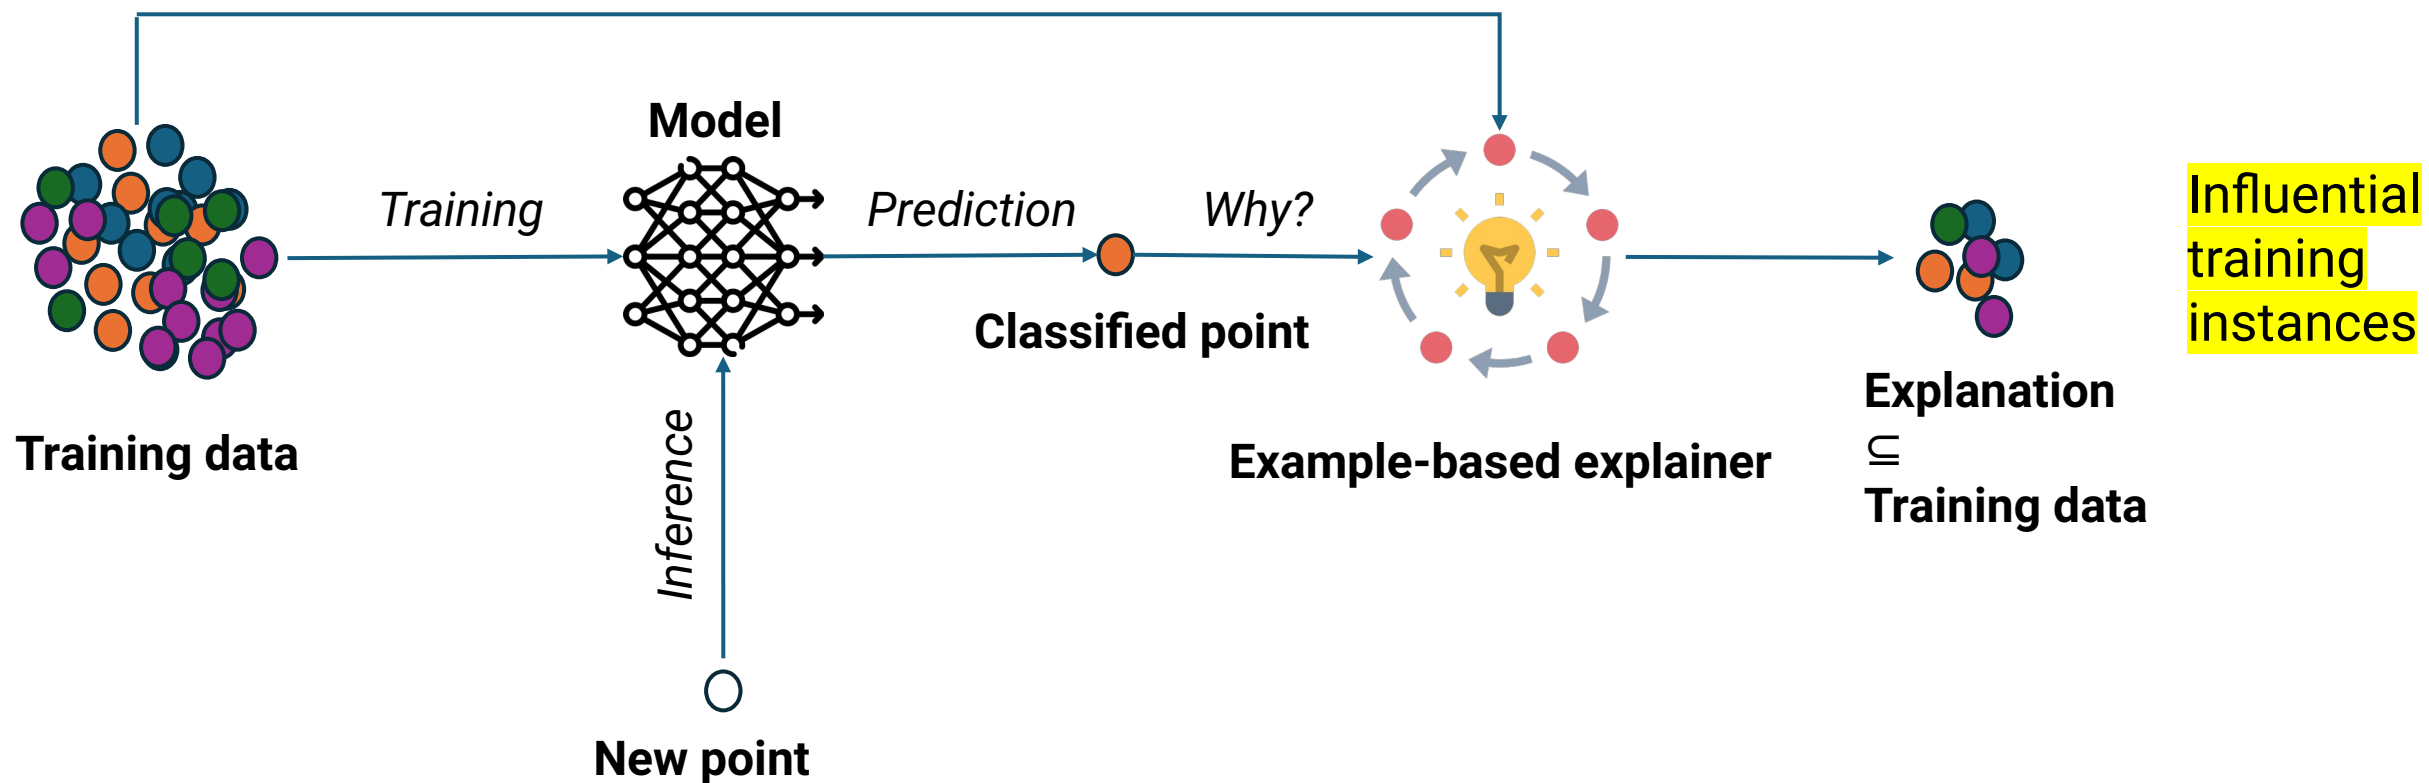 Model
Training
Prediction
Why?
Influential
training
instances
Classified point
Explanation
⊆
Training data
Training data
Example-based explainer
Inference
New point